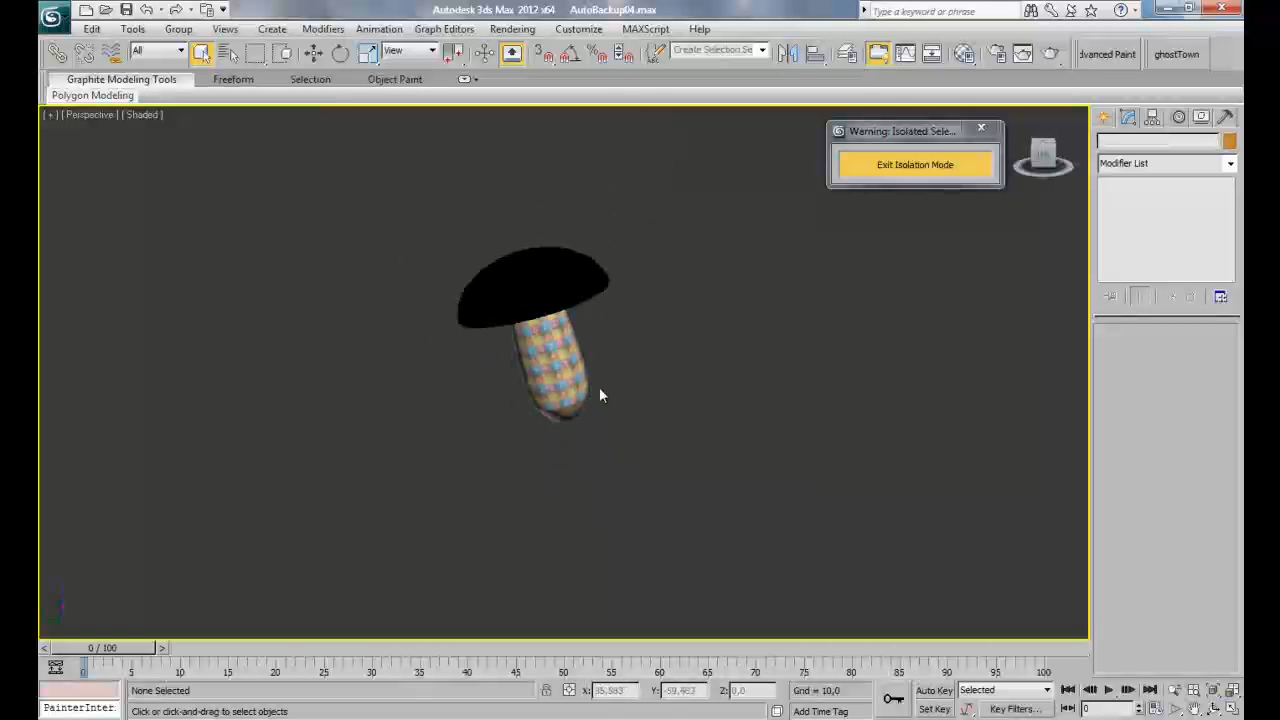 Autodesk 3ds Max 2012 x64 AutoBackup04.max
Type a keyword or phrase
Edit Tools Group Views Create Modifiers Animation Graph Editors Rendering Customize MAXScript Help
All View Create Selection Se dvanced Paint ghostTown
Graphite Modeling Tools Freeform Selection Object Paint
Polygon Modeling
[ + ] [ Perspective ] [ Shaded ]
Warning: Isolated Sele...
Exit Isolation Mode
Modifier List
0 / 100
0 5 10 15 20 25 30 35 40 45 50 55 60 65 70 75 80 85 90 95 100
None Selected X: Y: Z: 0,0 Grid = 10,0 Auto Key Selected
PainterInter: Click or click-and-drag to select objects Add Time Tag Set Key Key Filters... 0